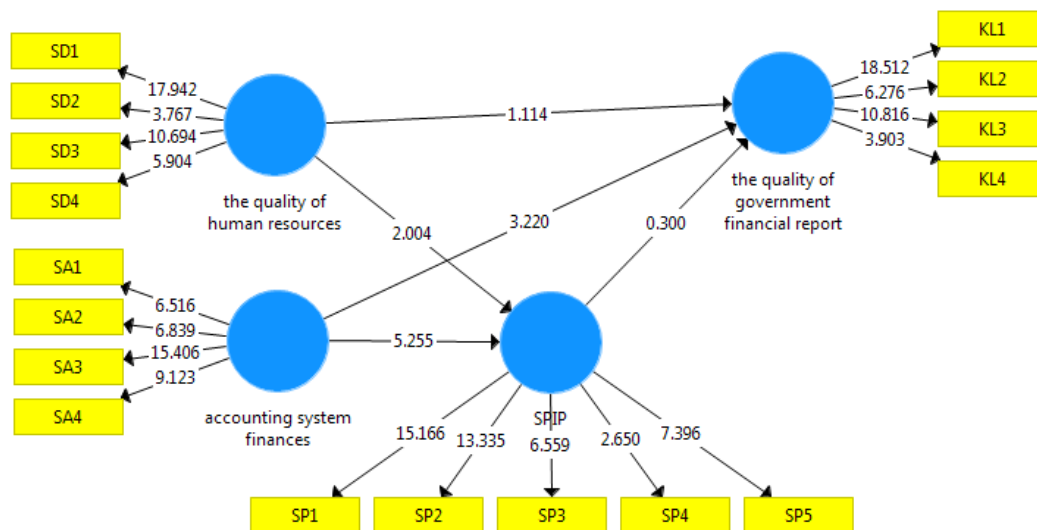 SD1
SD2
SD3
SD4
17.942
3.767
10.694
5.904
the quality of
human resources
1.114
KL1
KL2
KL3
KL4
18.512
6.276
10.816
3.903
the quality of
government
financial report
2.004
3.220
0.300
SA1
SA2
SA3
SA4
6.516
6.839
15.406
9.123
accounting system
finances
5.255
SPIP
15.166
13.335
6.559
2.650
7.396
SP1
SP2
SP3
SP4
SP5